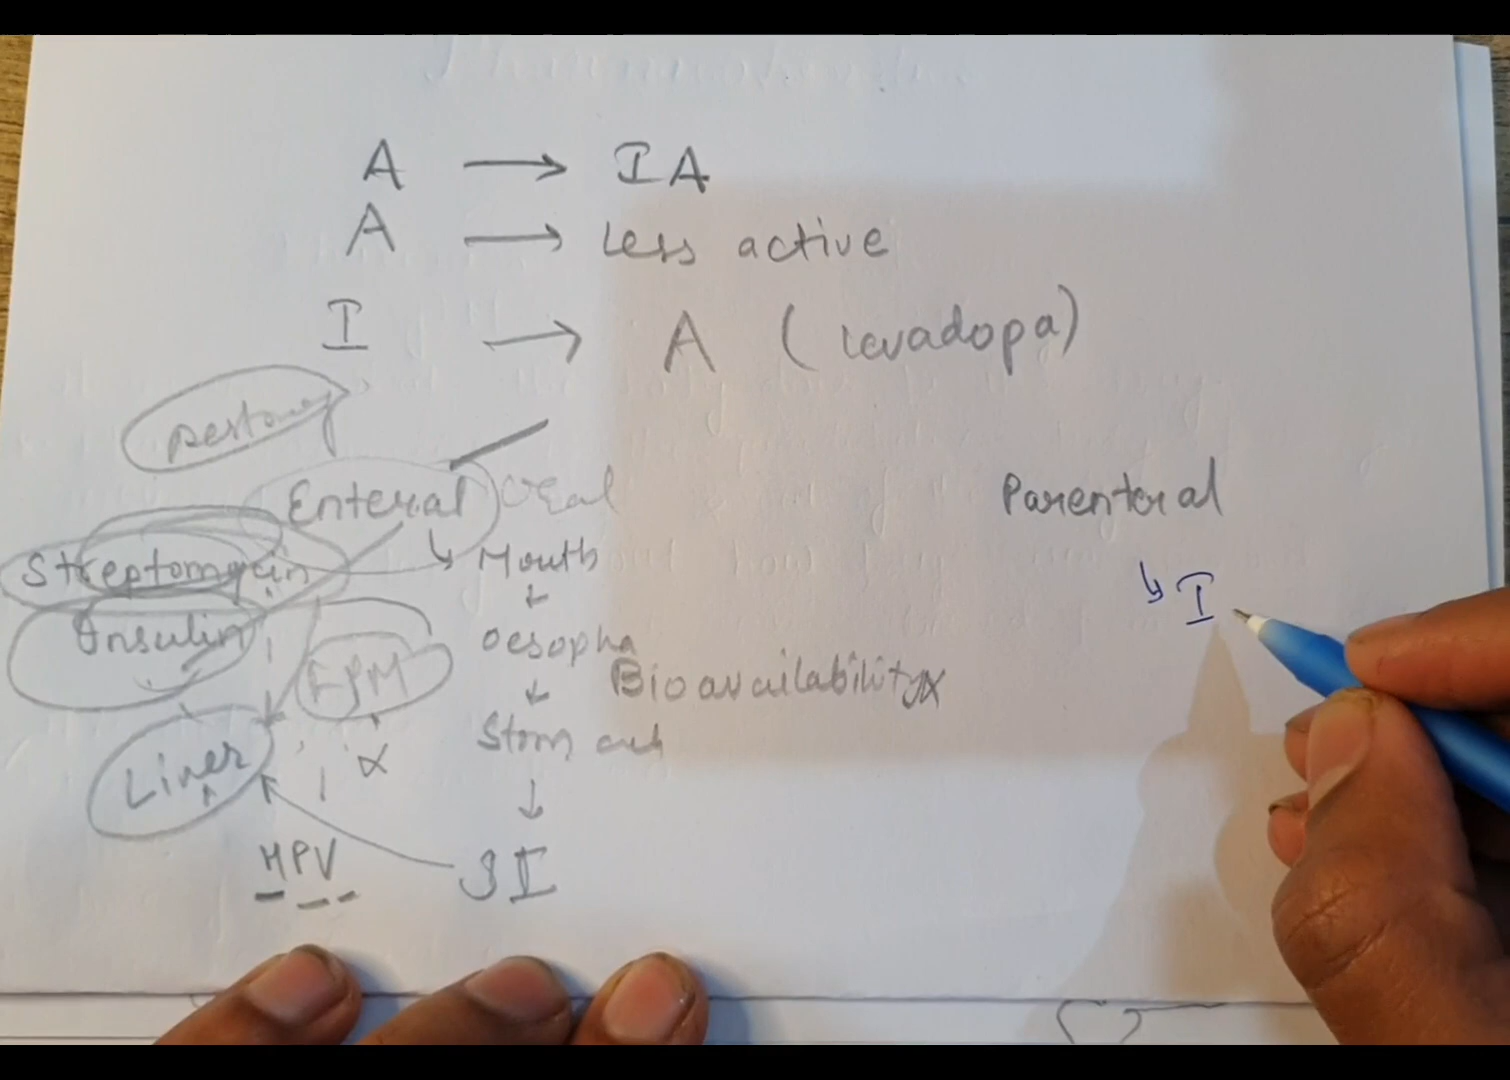 A → IA
A → Less active
I → A (levadopa)
Enteral Oral
Parenteral
Streptomycin
Mouth
I
Insulin
Oesopha
FPM
Bioavailability x
Stomach
Liver
x
HPV
SI